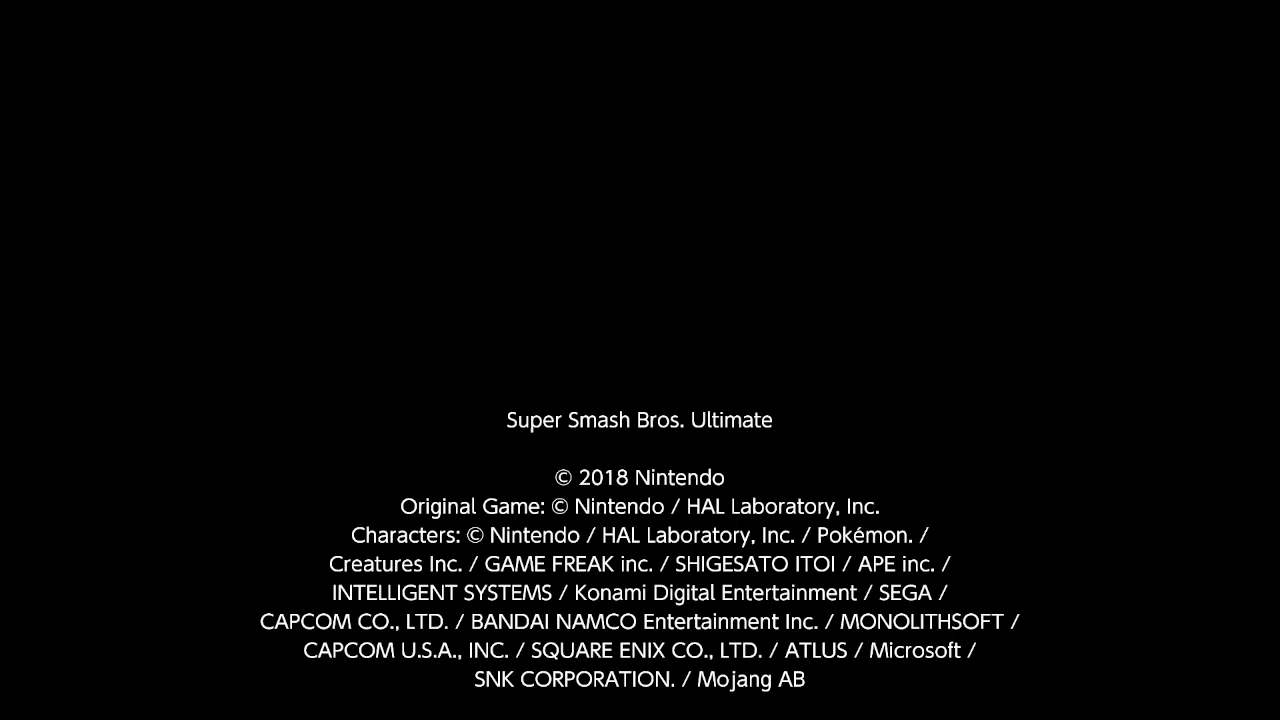 Super Smash Bros. Ultimate
© 2018 Nintendo
Original Game: © Nintendo / HAL Laboratory, Inc.
Characters: © Nintendo / HAL Laboratory, Inc. / Pokémon. /
Creatures Inc. / GAME FREAK inc. / SHIGESATO ITOI / APE inc. /
INTELLIGENT SYSTEMS / Konami Digital Entertainment / SEGA /
CAPCOM CO., LTD. / BANDAI NAMCO Entertainment Inc. / MONOLITHSOFT /
CAPCOM U.S.A., INC. / SQUARE ENIX CO., LTD. / ATLUS / Microsoft /
SNK CORPORATION. / Mojang AB